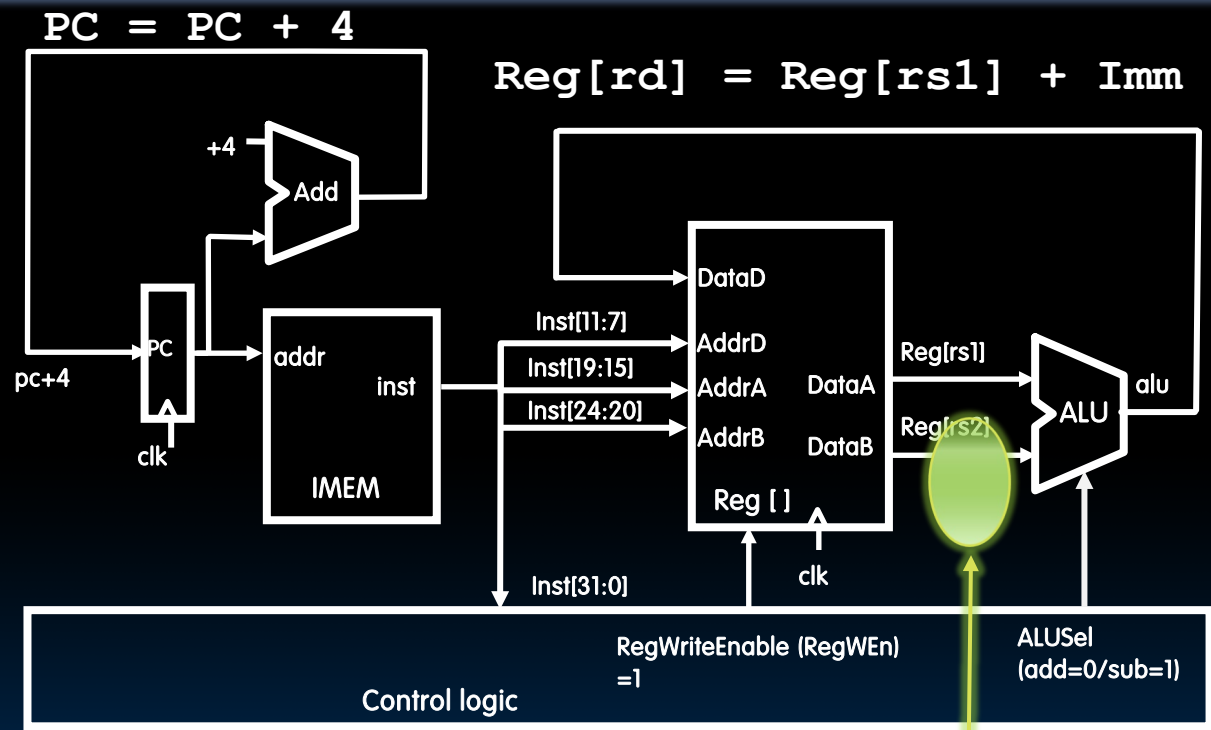 PC = PC + 4
Reg[rd] = Reg[rs1] + Imm
+4
Add
DataD
Inst[11:7]
AddrD
PC
addr
pc+4
inst
Inst[19:15]
AddrA
DataA
Reg[rs1]
ALU
alu
Inst[24:20]
AddrB
DataB
Reg[rs2]
clk
IMEM
Reg [ ]
clk
Inst[31:0]
RegWriteEnable (RegWEn)
=1
ALUSel
(add=0/sub=1)
Control logic